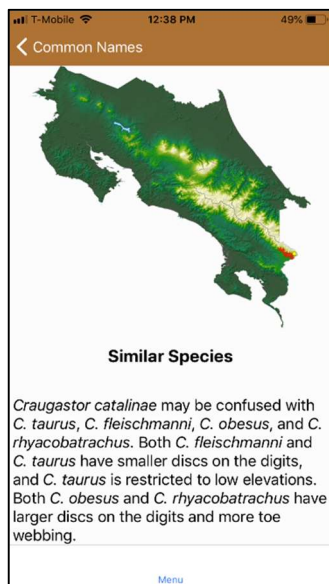 T-Mobile 12:38 PM 49%
Common Names
Similar Species
Craugastor catalinae may be confused with
C. taurus, C. fleischmanni, C. obesus, and C.
rhyacobatrachus. Both C. fleischmanni and
C. taurus have smaller discs on the digits,
and C. taurus is restricted to low elevations.
Both C. obesus and C. rhyacobatrachus have
larger discs on the digits and more toe
webbing.
Menu